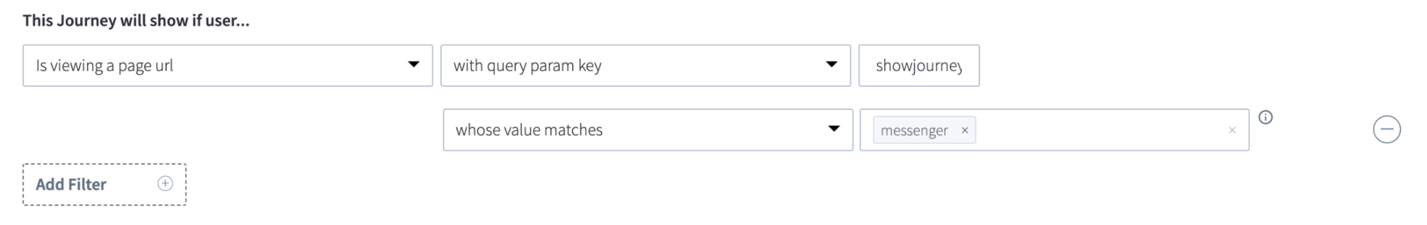 This Journey will show if user...
Is viewing a page url with query param key showjourney
whose value matches messenger ×
Add Filter